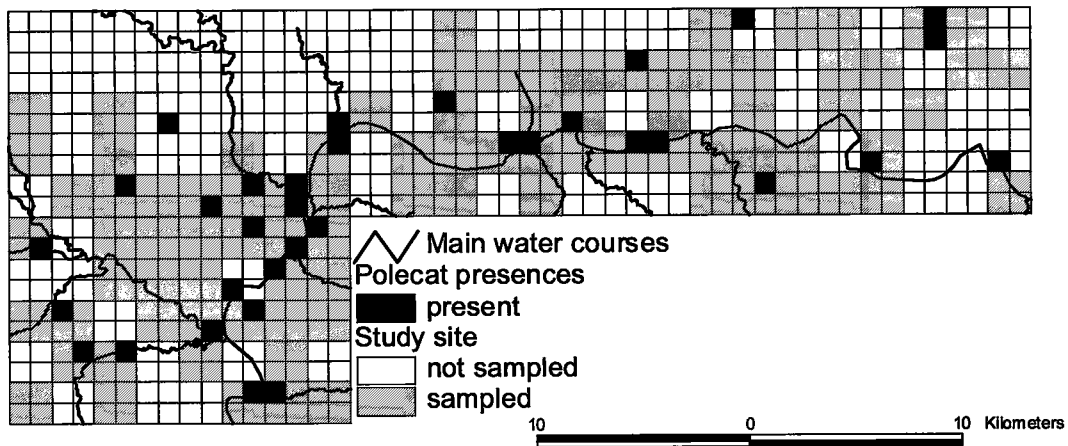 Main water courses
Polecat presences
present
Study site
not sampled
sampled
10 0 10 Kilometers